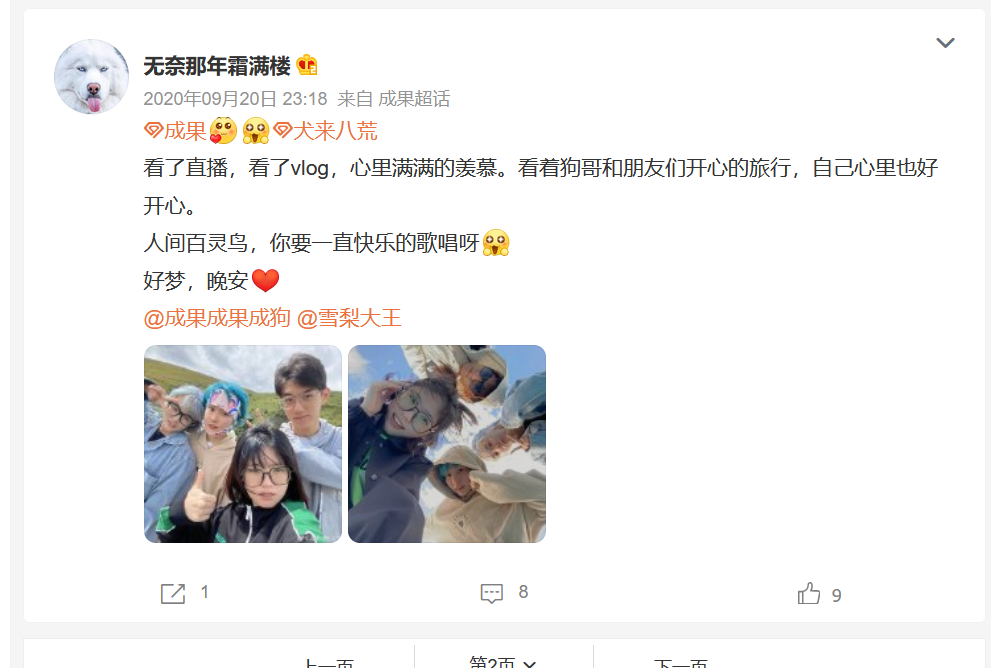 无奈那年霜满楼
2020年09月20日 23:18 来自 成果超话
成果 犬来八荒
看了直播，看了vlog，心里满满的羡慕。看着狗哥和朋友们开心的旅行，自己心里也好
开心。
人间百灵鸟，你要一直快乐的歌唱呀
好梦，晚安
@成果成果成狗 @雪梨大王
1
8
9
上一页
第2页
下一页